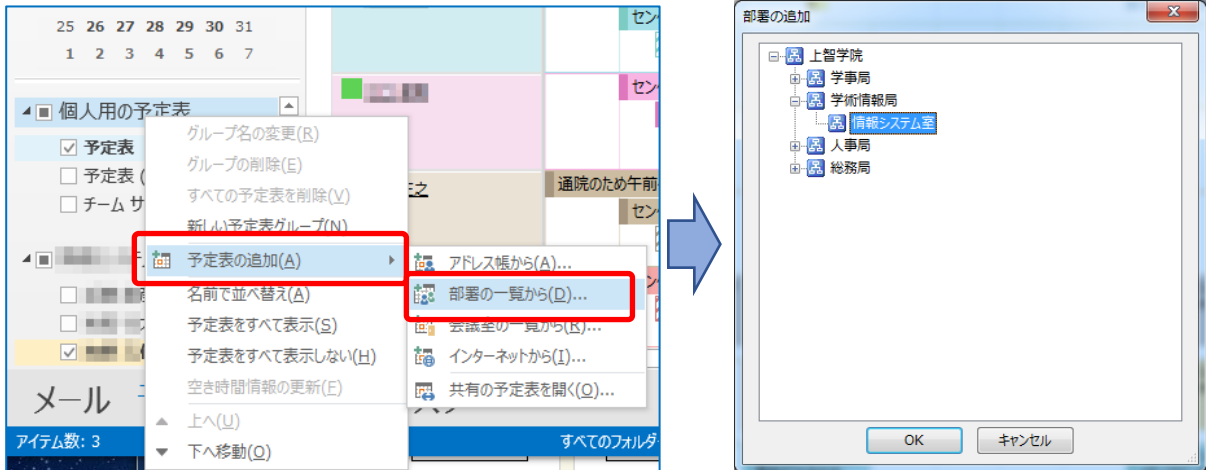 25 26 27 28 29 30 31
1 2 3 4 5 6 7
個人用の予定表
予定表
予定表 (
チーム サ
グループ名の変更(R)
グループの削除(E)
すべての予定表を削除(V)
新しい予定表グループ(N)
予定表の追加(A)
名前で並べ替え(A)
予定表をすべて表示(S)
予定表をすべて表示しない(H)
空き時間情報の更新(F)
上へ(U)
下へ移動(O)
アドレス帳から(A)...
部署の一覧から(D)...
会議室の一覧から(R)...
インターネットから(I)...
共有の予定表を開く(O)...
セン
セン
之
通院のため午前
セン
メール
アイテム数: 3
すべてのフォルダ
部署の追加
上智学院
学事局
学術情報局
情報システム室
人事局
総務局
OK
キャンセル